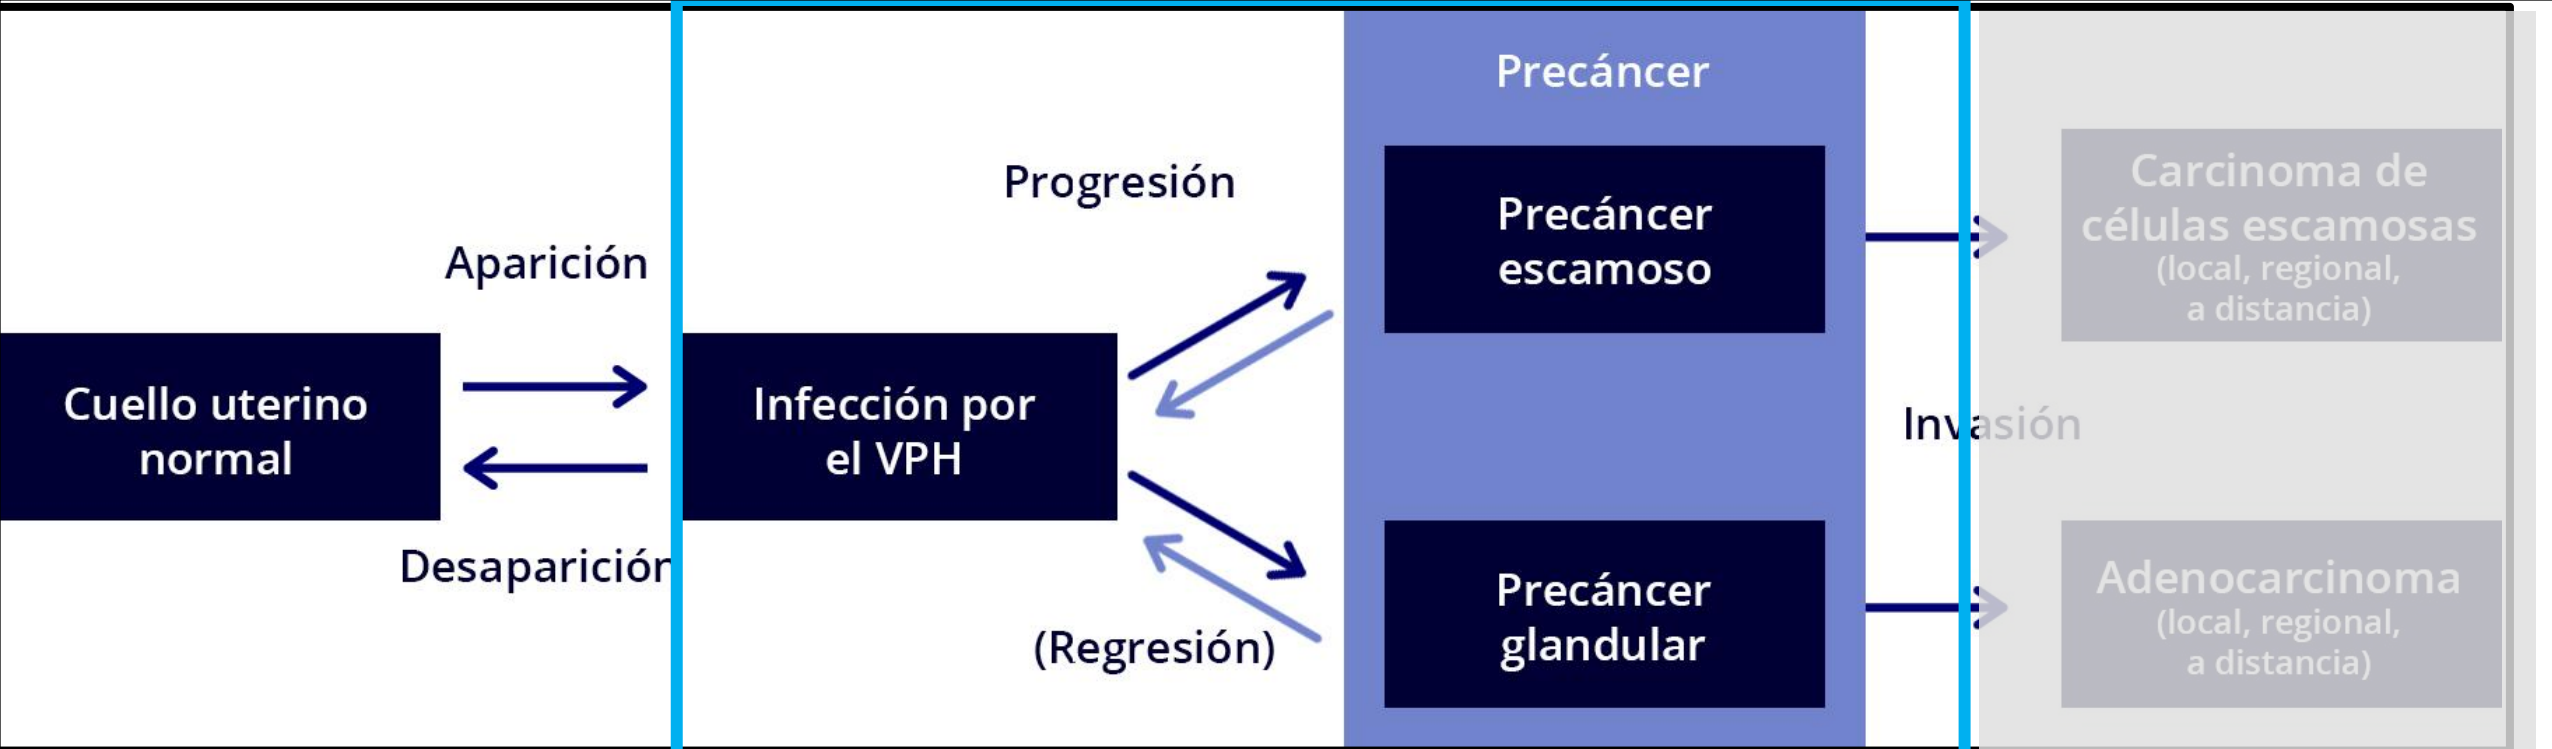 Precáncer
Progresión
Aparición
Desaparición
(Regresión)
Cuello uterino
normal
Infección por
el VPH
Precáncer
escamoso
Precáncer
glandular
Invasión
Carcinoma de
células escamosas
(local, regional,
a distancia)
Adenocarcinoma
(local, regional,
a distancia)